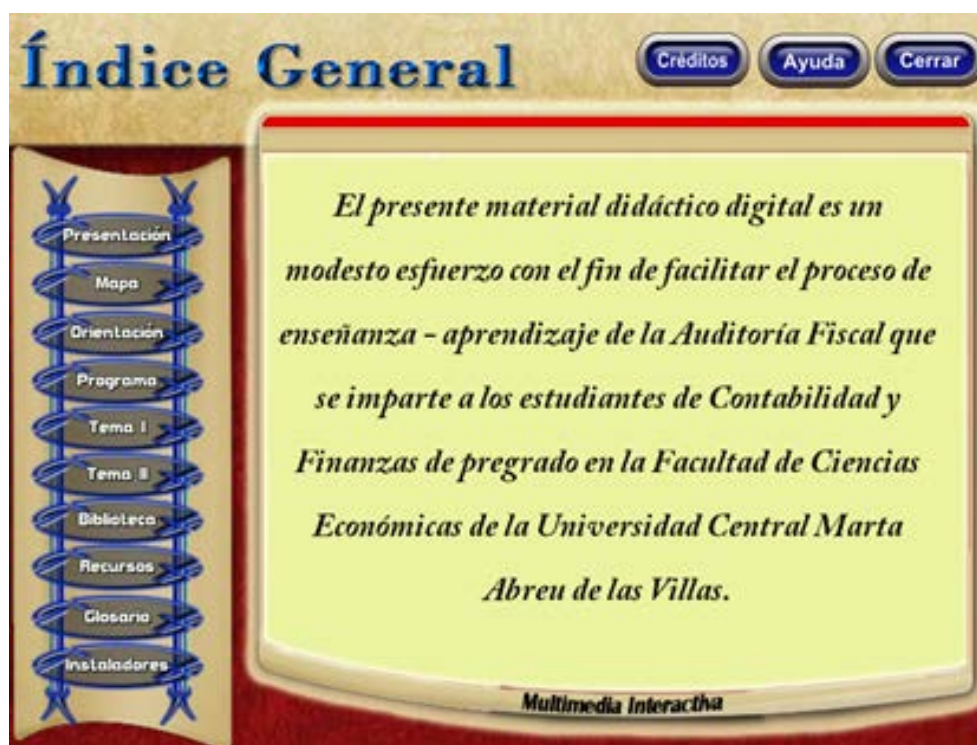 Índice General
Créditos
Ayuda
Cerrar
Presentación
Mapa
Orientación
Programa
Tema I
Tema II
Biblioteca
Recursos
Glosario
Instaladores
El presente material didáctico digital es un
modesto esfuerzo con el fin de facilitar el proceso de
enseñanza - aprendizaje de la Auditoría Fiscal que
se imparte a los estudiantes de Contabilidad y
Finanzas de pregrado en la Facultad de Ciencias
Económicas de la Universidad Central Marta
Abreu de las Villas.
Multimedia Interactiva